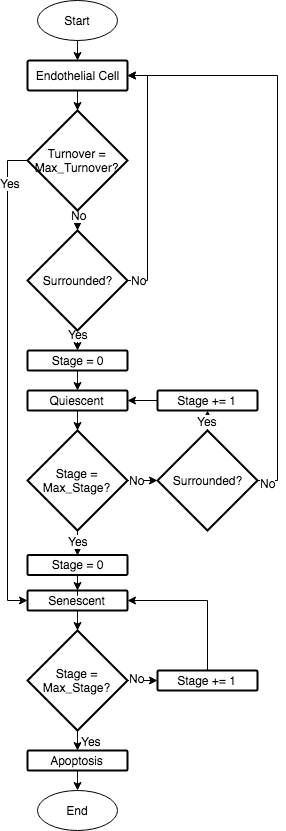 Start
Endothelial Cell
Turnover =
Max_Turnover?
Yes
No
Surrounded?
No
Yes
Stage = 0
Quiescent
Stage += 1
Yes
Stage =
Max_Stage?
No
Surrounded?
No
Yes
Stage = 0
Senescent
Stage =
Max_Stage?
No
Stage += 1
Yes
Apoptosis
End